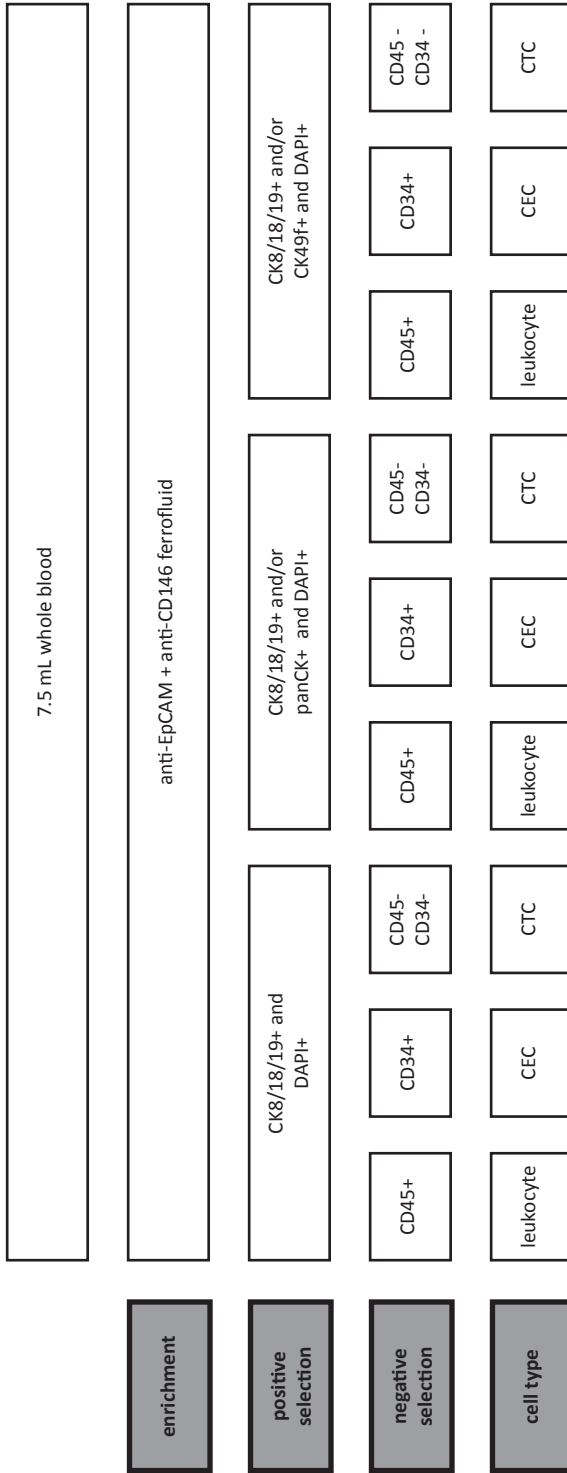 7.5 mL whole blood
enrichment
anti-EpCAM + anti-CD146 ferrofluid
positive
selection
CK8/18/19+ and
DAPI+
CK8/18/19+ and/or
panCK+ and DAPI+
CK8/18/19+ and/or
CK49f+ and DAPI+
negative
selection
CD45+
CD34+
CD45-
CD34-
CD45+
CD34+
CD45-
CD34-
CD45+
CD34+
CD45 -
CD34 -
cell type
leukocyte
CEC
CTC
leukocyte
CEC
CTC
leukocyte
CEC
CTC